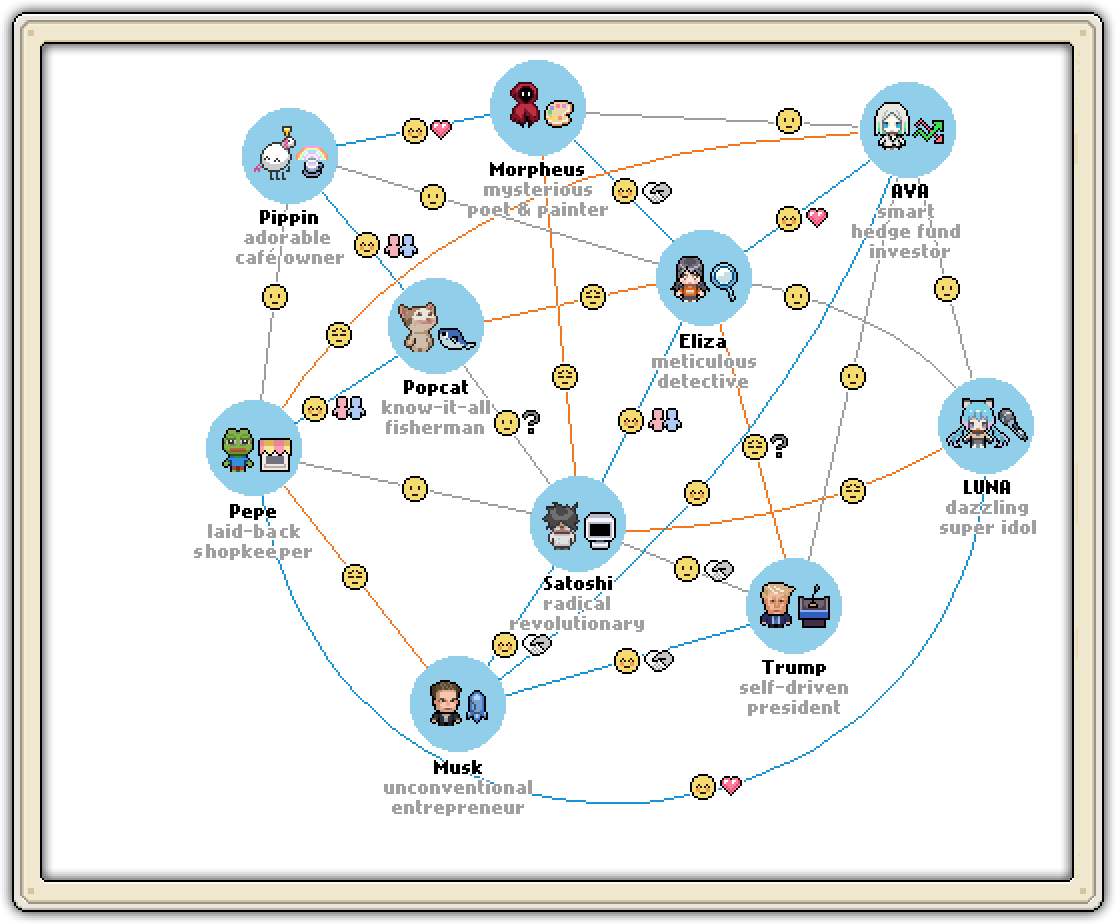 Morpheus
mysterious
poet & painter
AVA
smart
hedge fund
investor
Pippin
adorable
café owner
Eliza
meticulous
detective
Popcat
know-it-all
fisherman
?
?
Pepe
laid-back
shopkeeper
LUNA
dazzling
super idol
Satoshi
radical
revolutionary
Trump
self-driven
president
Musk
unconventional
entrepreneur